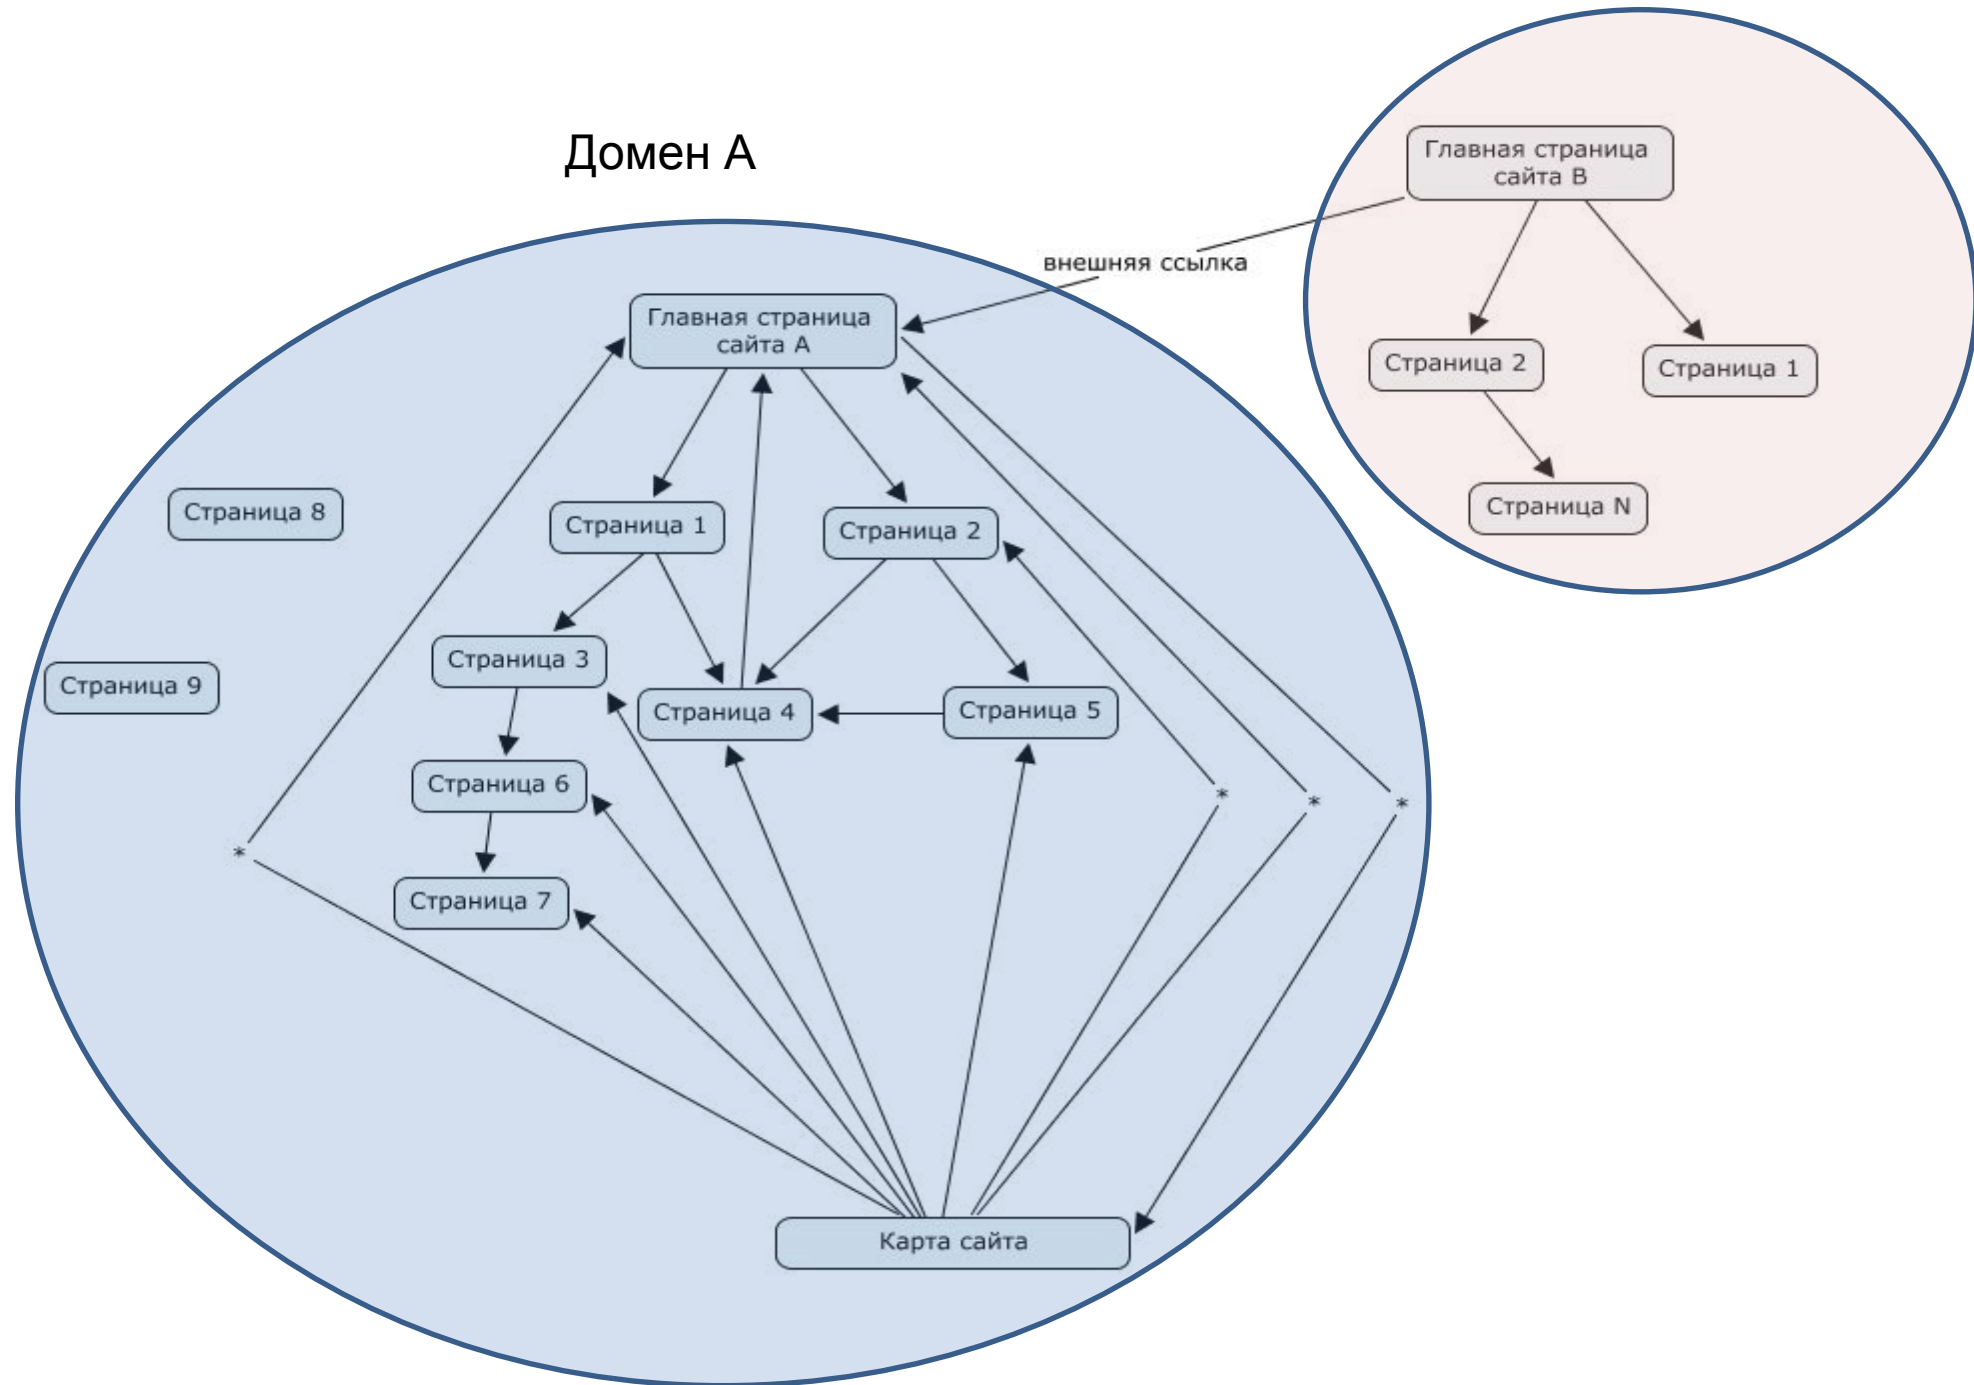 Домен А
Главная страница
сайта B
внешняя ссылка
Главная страница
сайта А
Страница 2
Страница 1
Страница N
Страница 8
Страница 1
Страница 2
Страница 3
Страница 9
Страница 4
Страница 5
Страница 6
*
*
*
*
Страница 7
Карта сайта